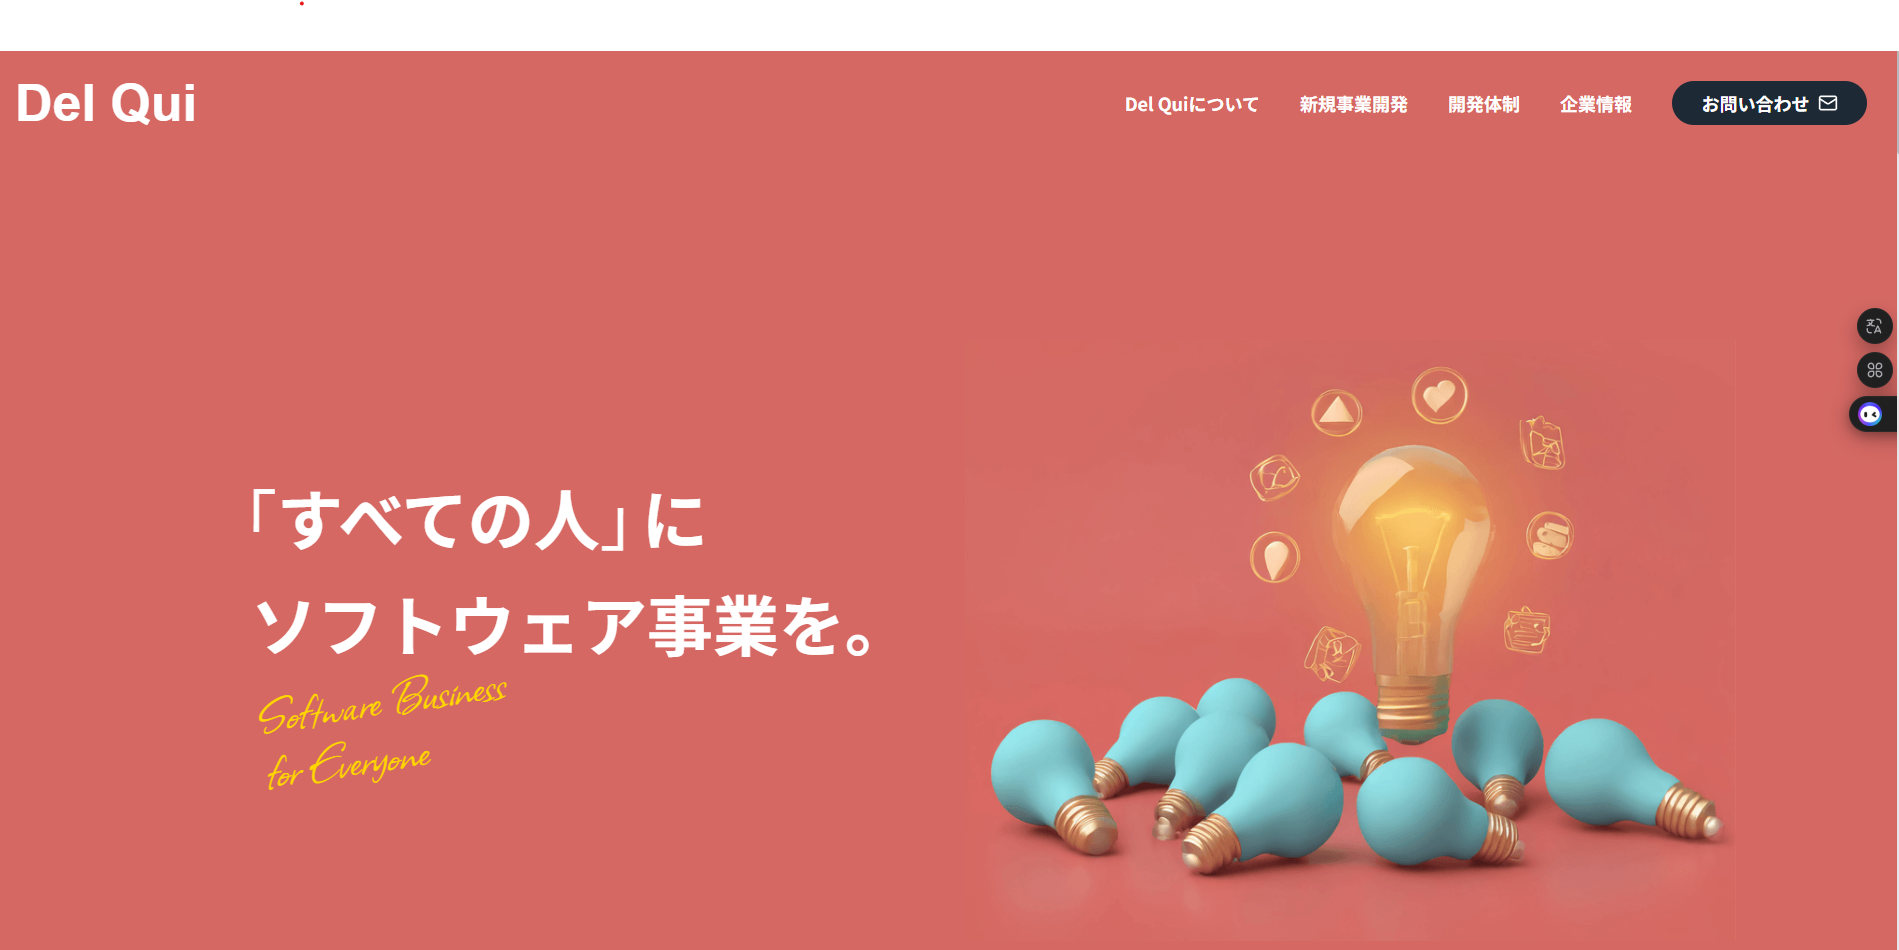 Del Qui
Del Quiについて
新規事業開発
開発体制
企業情報
お問い合わせ
「すべての人」に
ソフトウェア事業を。
Software Business
for Everyone